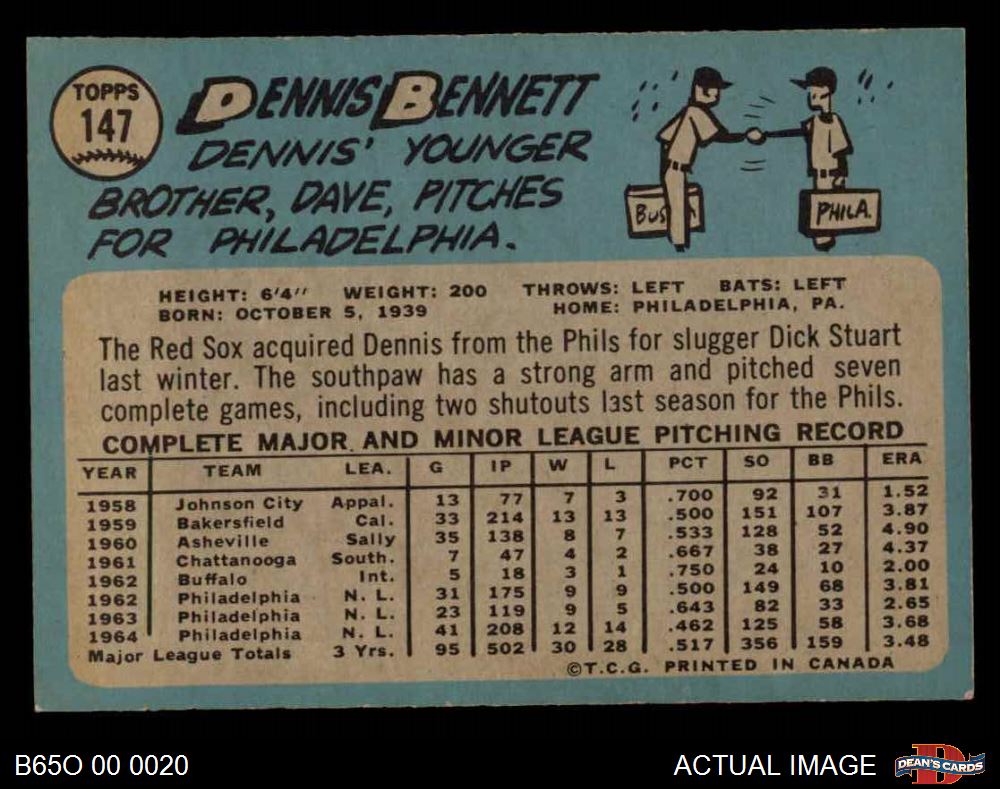 TOPPS
147
DENNIS BENNETT
DENNIS' YOUNGER
BROTHER, DAVE, PITCHES
FOR PHILADELPHIA.
BOS
PHILA.
HEIGHT: 6'4" WEIGHT: 200 THROWS: LEFT BATS: LEFT
BORN: OCTOBER 5, 1939 HOME: PHILADELPHIA, PA.
The Red Sox acquired Dennis from the Phils for slugger Dick Stuart
last winter. The southpaw has a strong arm and pitched seven
complete games, including two shutouts last season for the Phils.
COMPLETE MAJOR AND MINOR LEAGUE PITCHING RECORD
YEAR TEAM LEA. G IP W L PCT SO BB ERA
1958 Johnson City Appal. 13 77 7 3 .700 92 31 1.52
1959 Bakersfield Cal. 33 214 13 13 .500 151 107 3.87
1960 Asheville Sally 35 138 8 7 .533 128 52 4.90
1961 Chattanooga South. 7 47 4 2 .667 38 27 4.37
1962 Buffalo Int. 5 18 3 1 .750 24 10 2.00
1962 Philadelphia N. L. 31 175 9 9 .500 149 68 3.81
1963 Philadelphia N. L. 23 119 9 5 .643 82 33 2.65
1964 Philadelphia N. L. 41 208 12 14 .462 125 58 3.68
Major League Totals 3 Yrs. 95 502 30 28 .517 356 159 3.48
©T.C.G. PRINTED IN CANADA
B65O 00 0020
ACTUAL IMAGE
D
DEAN'S CARDS